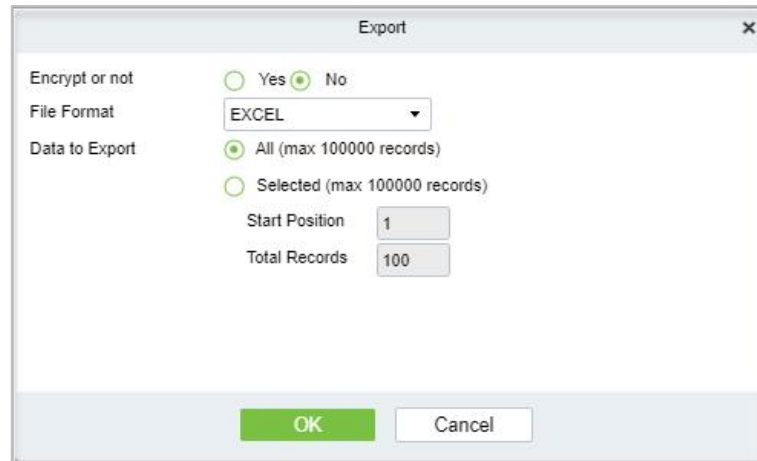 Export
Encrypt or not Yes No
File Format EXCEL
Data to Export All (max 100000 records)
Selected (max 100000 records)
Start Position 1
Total Records 100
OK Cancel